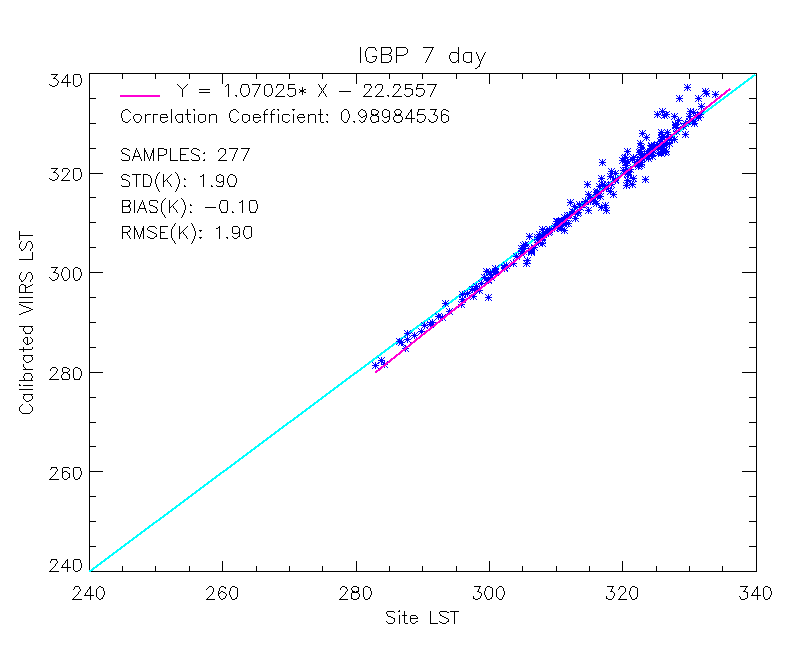 IGBP 7 day
340
Y = 1.07025* X − 22.2557
Correlation Coefficient: 0.98984536
SAMPLES: 277
STD(K): 1.90
BIAS(K): −0.10
RMSE(K): 1.90
320
300
280
260
240
Calibrated VIIRS LST
240 260 280 300 320 340
Site LST